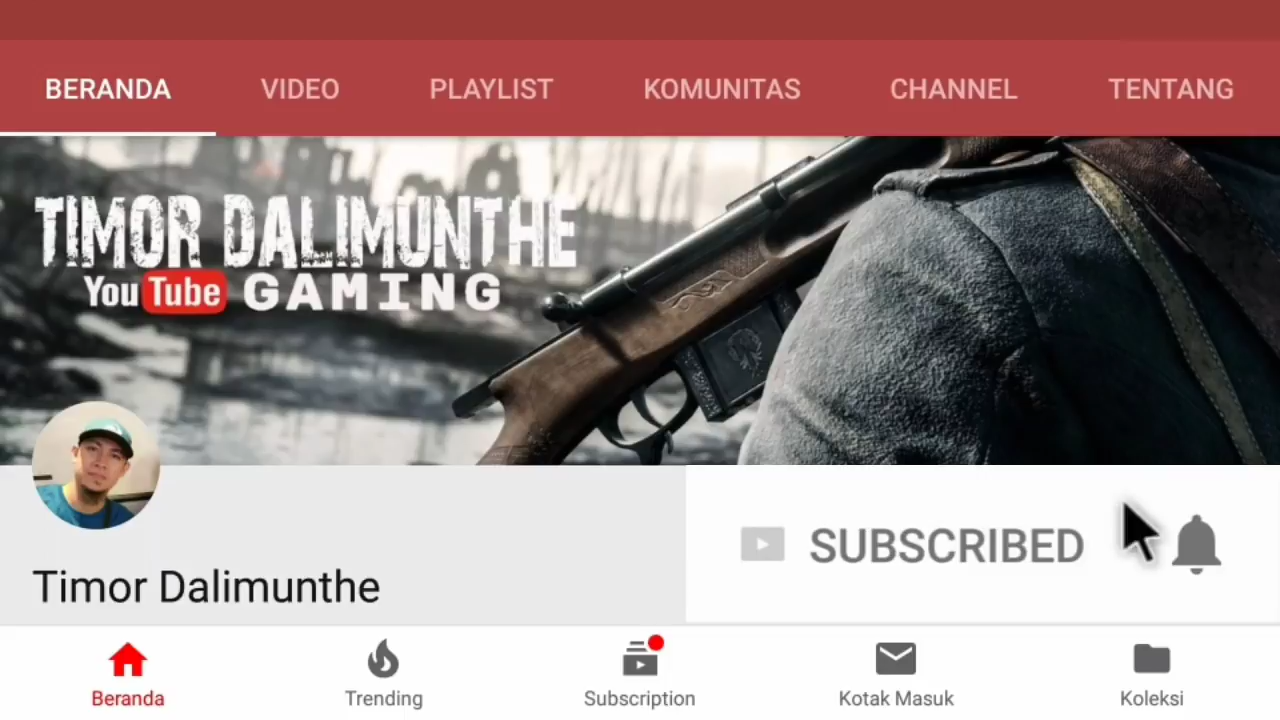 BERANDA VIDEO PLAYLIST KOMUNITAS CHANNEL TENTANG
TIMOR DALIMUNTHE
YouTube GAMING
SUBSCRIBED
Timor Dalimunthe
Beranda Trending Subscription Kotak Masuk Koleksi